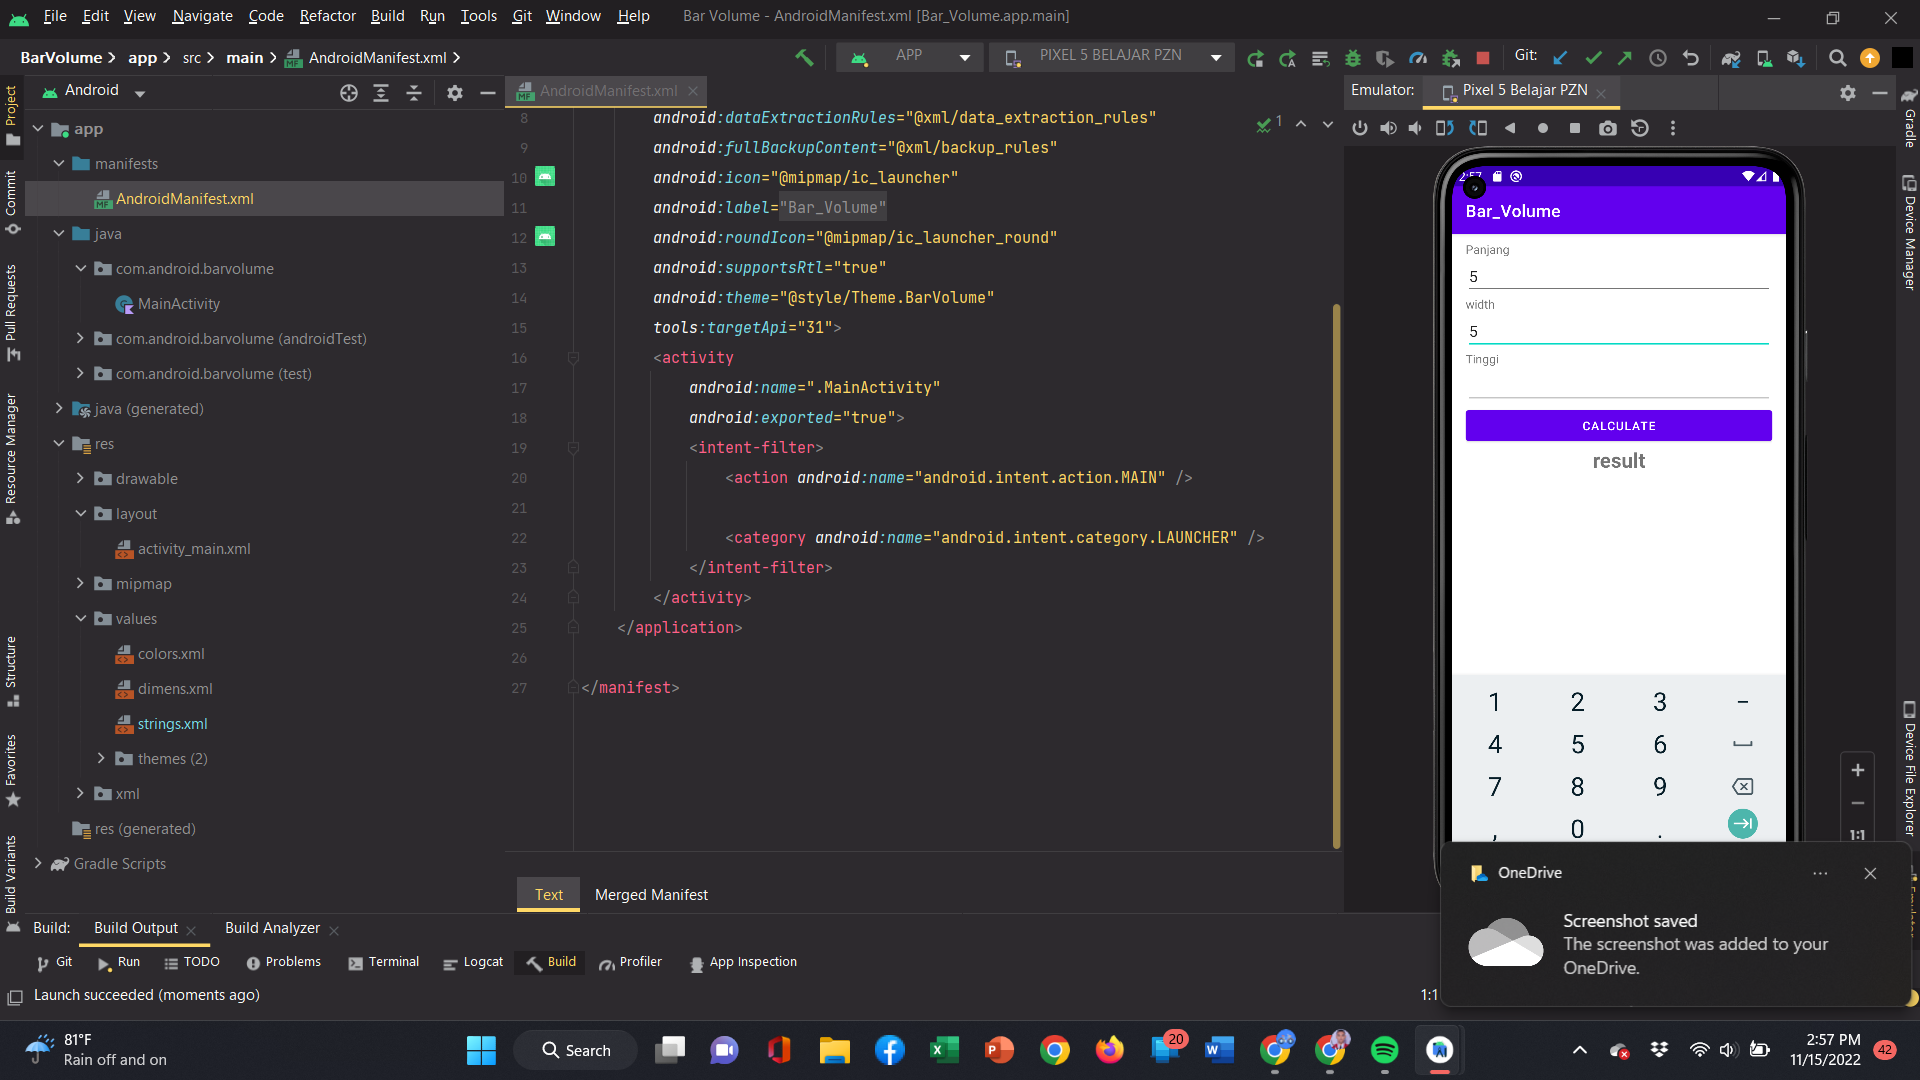 File Edit View Navigate Code Refactor Build Run Tools Git Window Help Bar Volume - AndroidManifest.xml [Bar_Volume.app.main]
BarVolume app src main AndroidManifest.xml APP PIXEL 5 BELAJAR PZN Git:
Project
Commit
Pull Requests
Resource Manager
Structure
Favorites
Build Variants
Android
app
manifests
AndroidManifest.xml
java
com.android.barvolume
MainActivity
com.android.barvolume (androidTest)
com.android.barvolume (test)
java (generated)
res
drawable
layout
activity_main.xml
mipmap
values
colors.xml
dimens.xml
strings.xml
themes (2)
xml
res (generated)
Gradle Scripts
AndroidManifest.xml
1
8 android:dataExtractionRules="@xml/data_extraction_rules"
9 android:fullBackupContent="@xml/backup_rules"
10 android:icon="@mipmap/ic_launcher"
11 android:label="Bar_Volume"
12 android:roundIcon="@mipmap/ic_launcher_round"
13 android:supportsRtl="true"
14 android:theme="@style/Theme.BarVolume"
15 tools:targetApi="31">
16 <activity
17 android:name=".MainActivity"
18 android:exported="true">
19 <intent-filter>
20 <action android:name="android.intent.action.MAIN" />
21
22 <category android:name="android.intent.category.LAUNCHER" />
23 </intent-filter>
24 </activity>
25 </application>
26
27 </manifest>
Text Merged Manifest
Emulator: Pixel 5 Belajar PZN
2:57
Bar_Volume
Panjang
5
width
5
Tinggi
CALCULATE
result
1 2 3 -
4 5 6
7 8 9
, 0 .
1:1
Gradle
Device Manager
Device File Explorer
OneDrive
Screenshot saved
The screenshot was added to your
OneDrive.
Build: Build Output Build Analyzer
Git Run TODO Problems Terminal Logcat Build Profiler App Inspection
Launch succeeded (moments ago) 1:1
81°F
Rain off and on
Search
20
2:57 PM
11/15/2022
42